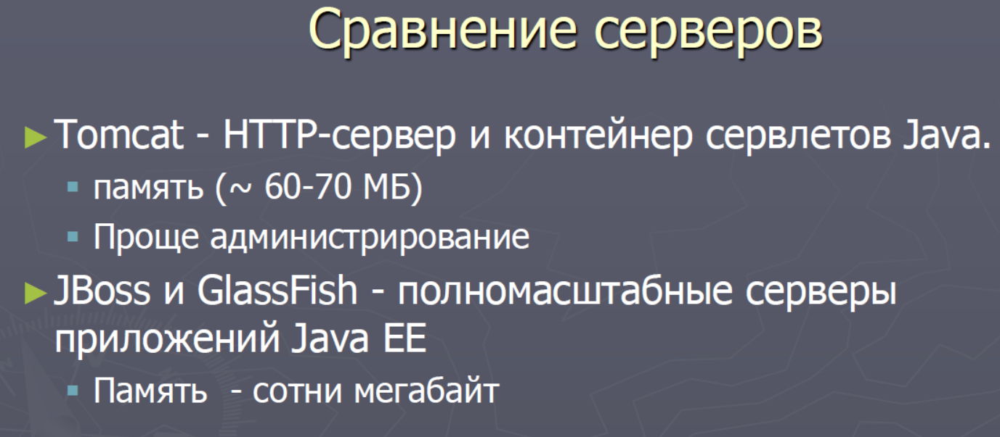 Сравнение серверов
►Tomcat - HTTP-сервер и контейнер сервлетов Java.
▪ память (~ 60-70 МБ)
▪ Проще администрирование
►JBoss и GlassFish - полномасштабные серверы
приложений Java EE
▪ Память - сотни мегабайт